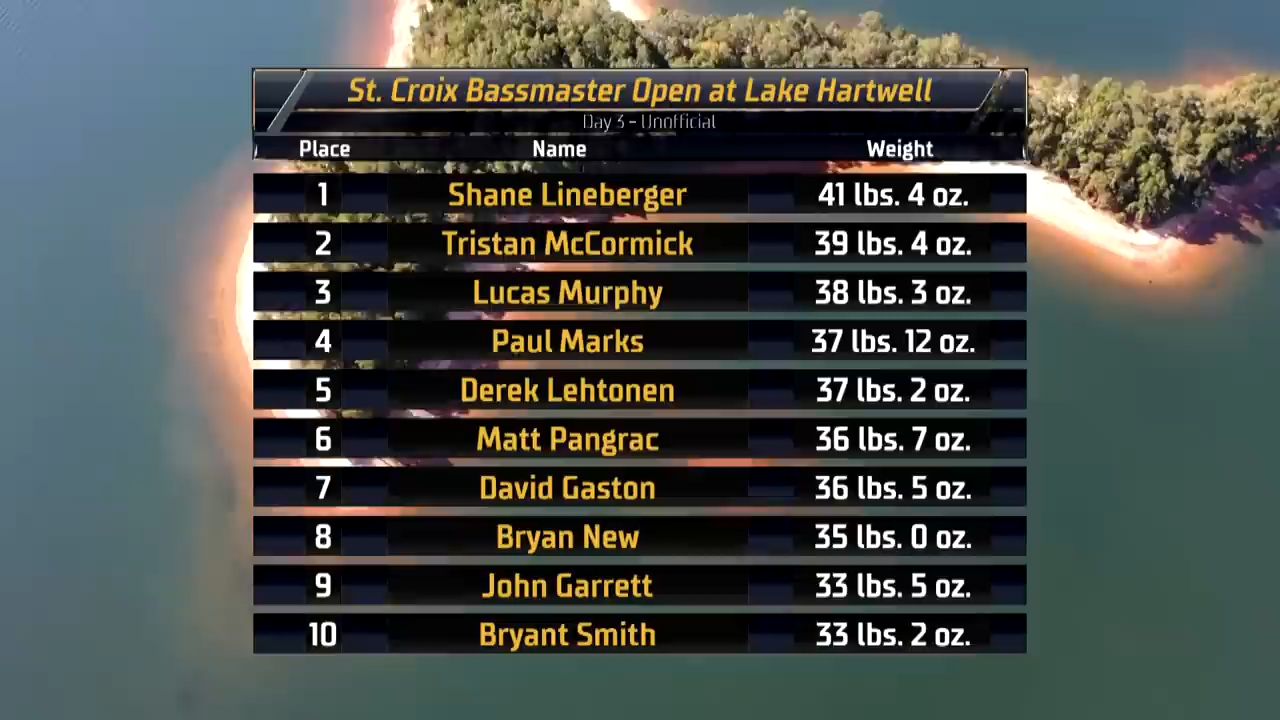 St. Croix Bassmaster Open at Lake Hartwell
Day 3 - Unofficial
Place Name Weight
1 Shane Lineberger 41 lbs. 4 oz.
2 Tristan McCormick 39 lbs. 4 oz.
3 Lucas Murphy 38 lbs. 3 oz.
4 Paul Marks 37 lbs. 12 oz.
5 Derek Lehtonen 37 lbs. 2 oz.
6 Matt Pangrac 36 lbs. 7 oz.
7 David Gaston 36 lbs. 5 oz.
8 Bryan New 35 lbs. 0 oz.
9 John Garrett 33 lbs. 5 oz.
10 Bryant Smith 33 lbs. 2 oz.